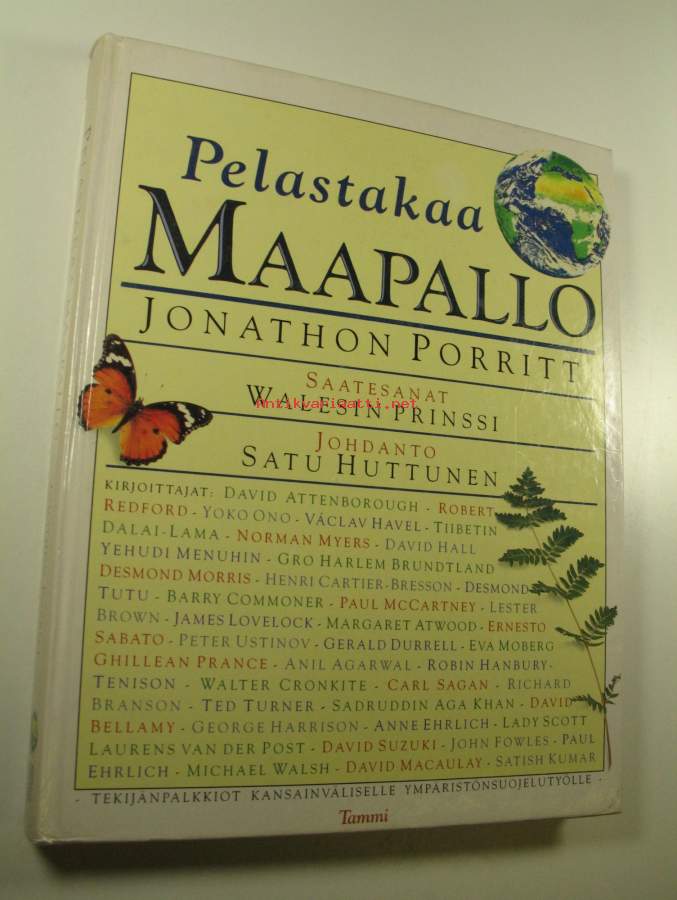 Pelastakaa
MAAPALLO
JONATHON PORRITT
SAATESANAT
WALESIN PRINSSI
antikvariaatti.net
JOHDANTO
SATU HUTTUNEN
KIRJOITTAJAT: DAVID ATTENBOROUGH - ROBERT
REDFORD - YOKO ONO - VÁCLAV HAVEL - TIIBETIN
DALAI-LAMA - NORMAN MYERS - DAVID HALL
YEHUDI MENUHIN - GRO HARLEM BRUNDTLAND
DESMOND MORRIS - HENRI CARTIER-BRESSON - DESMOND
TUTU - BARRY COMMONER - PAUL MCCARTNEY - LESTER
BROWN - JAMES LOVELOCK - MARGARET ATWOOD - ERNESTO
SABATO - PETER USTINOV - GERALD DURRELL - EVA MOBERG
GHILLEAN PRANCE - ANIL AGARWAL - ROBIN HANBURY-
TENISON - WALTER CRONKITE - CARL SAGAN - RICHARD
BRANSON - TED TURNER - SADRUDDIN AGA KHAN - DAVID
BELLAMY - GEORGE HARRISON - ANNE EHRLICH - LADY SCOTT
LAURENS VAN DER POST - DAVID SUZUKI - JOHN FOWLES - PAUL
EHRLICH - MICHAEL WALSH - DAVID MACAULAY - SATISH KUMAR
- TEKIJÄNPALKKIOT KANSAINVÄLISELLE YMPÄRISTÖNSUOJELUTYÖLLE -
Tammi